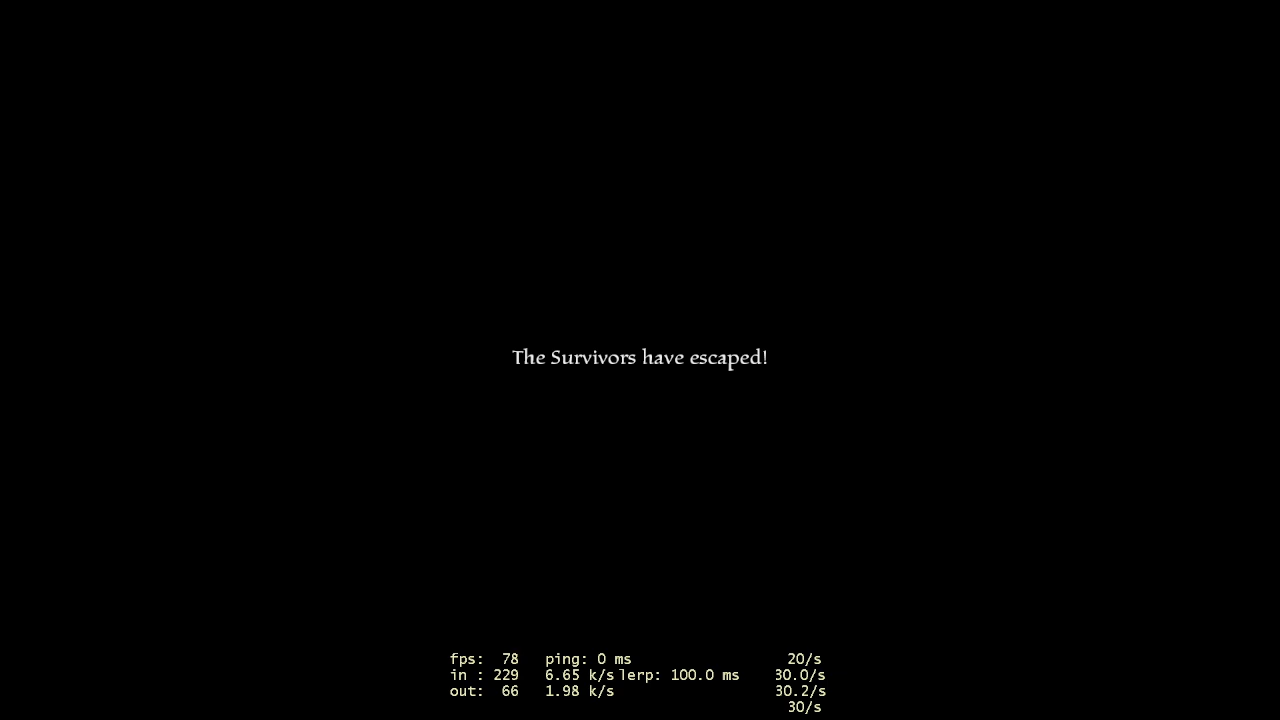 The Survivors have escaped!
fps: 78 ping: 0 ms 20/s
in : 229 6.65 k/s lerp: 100.0 ms 30.0/s
out: 66 1.98 k/s 30.2/s
30/s